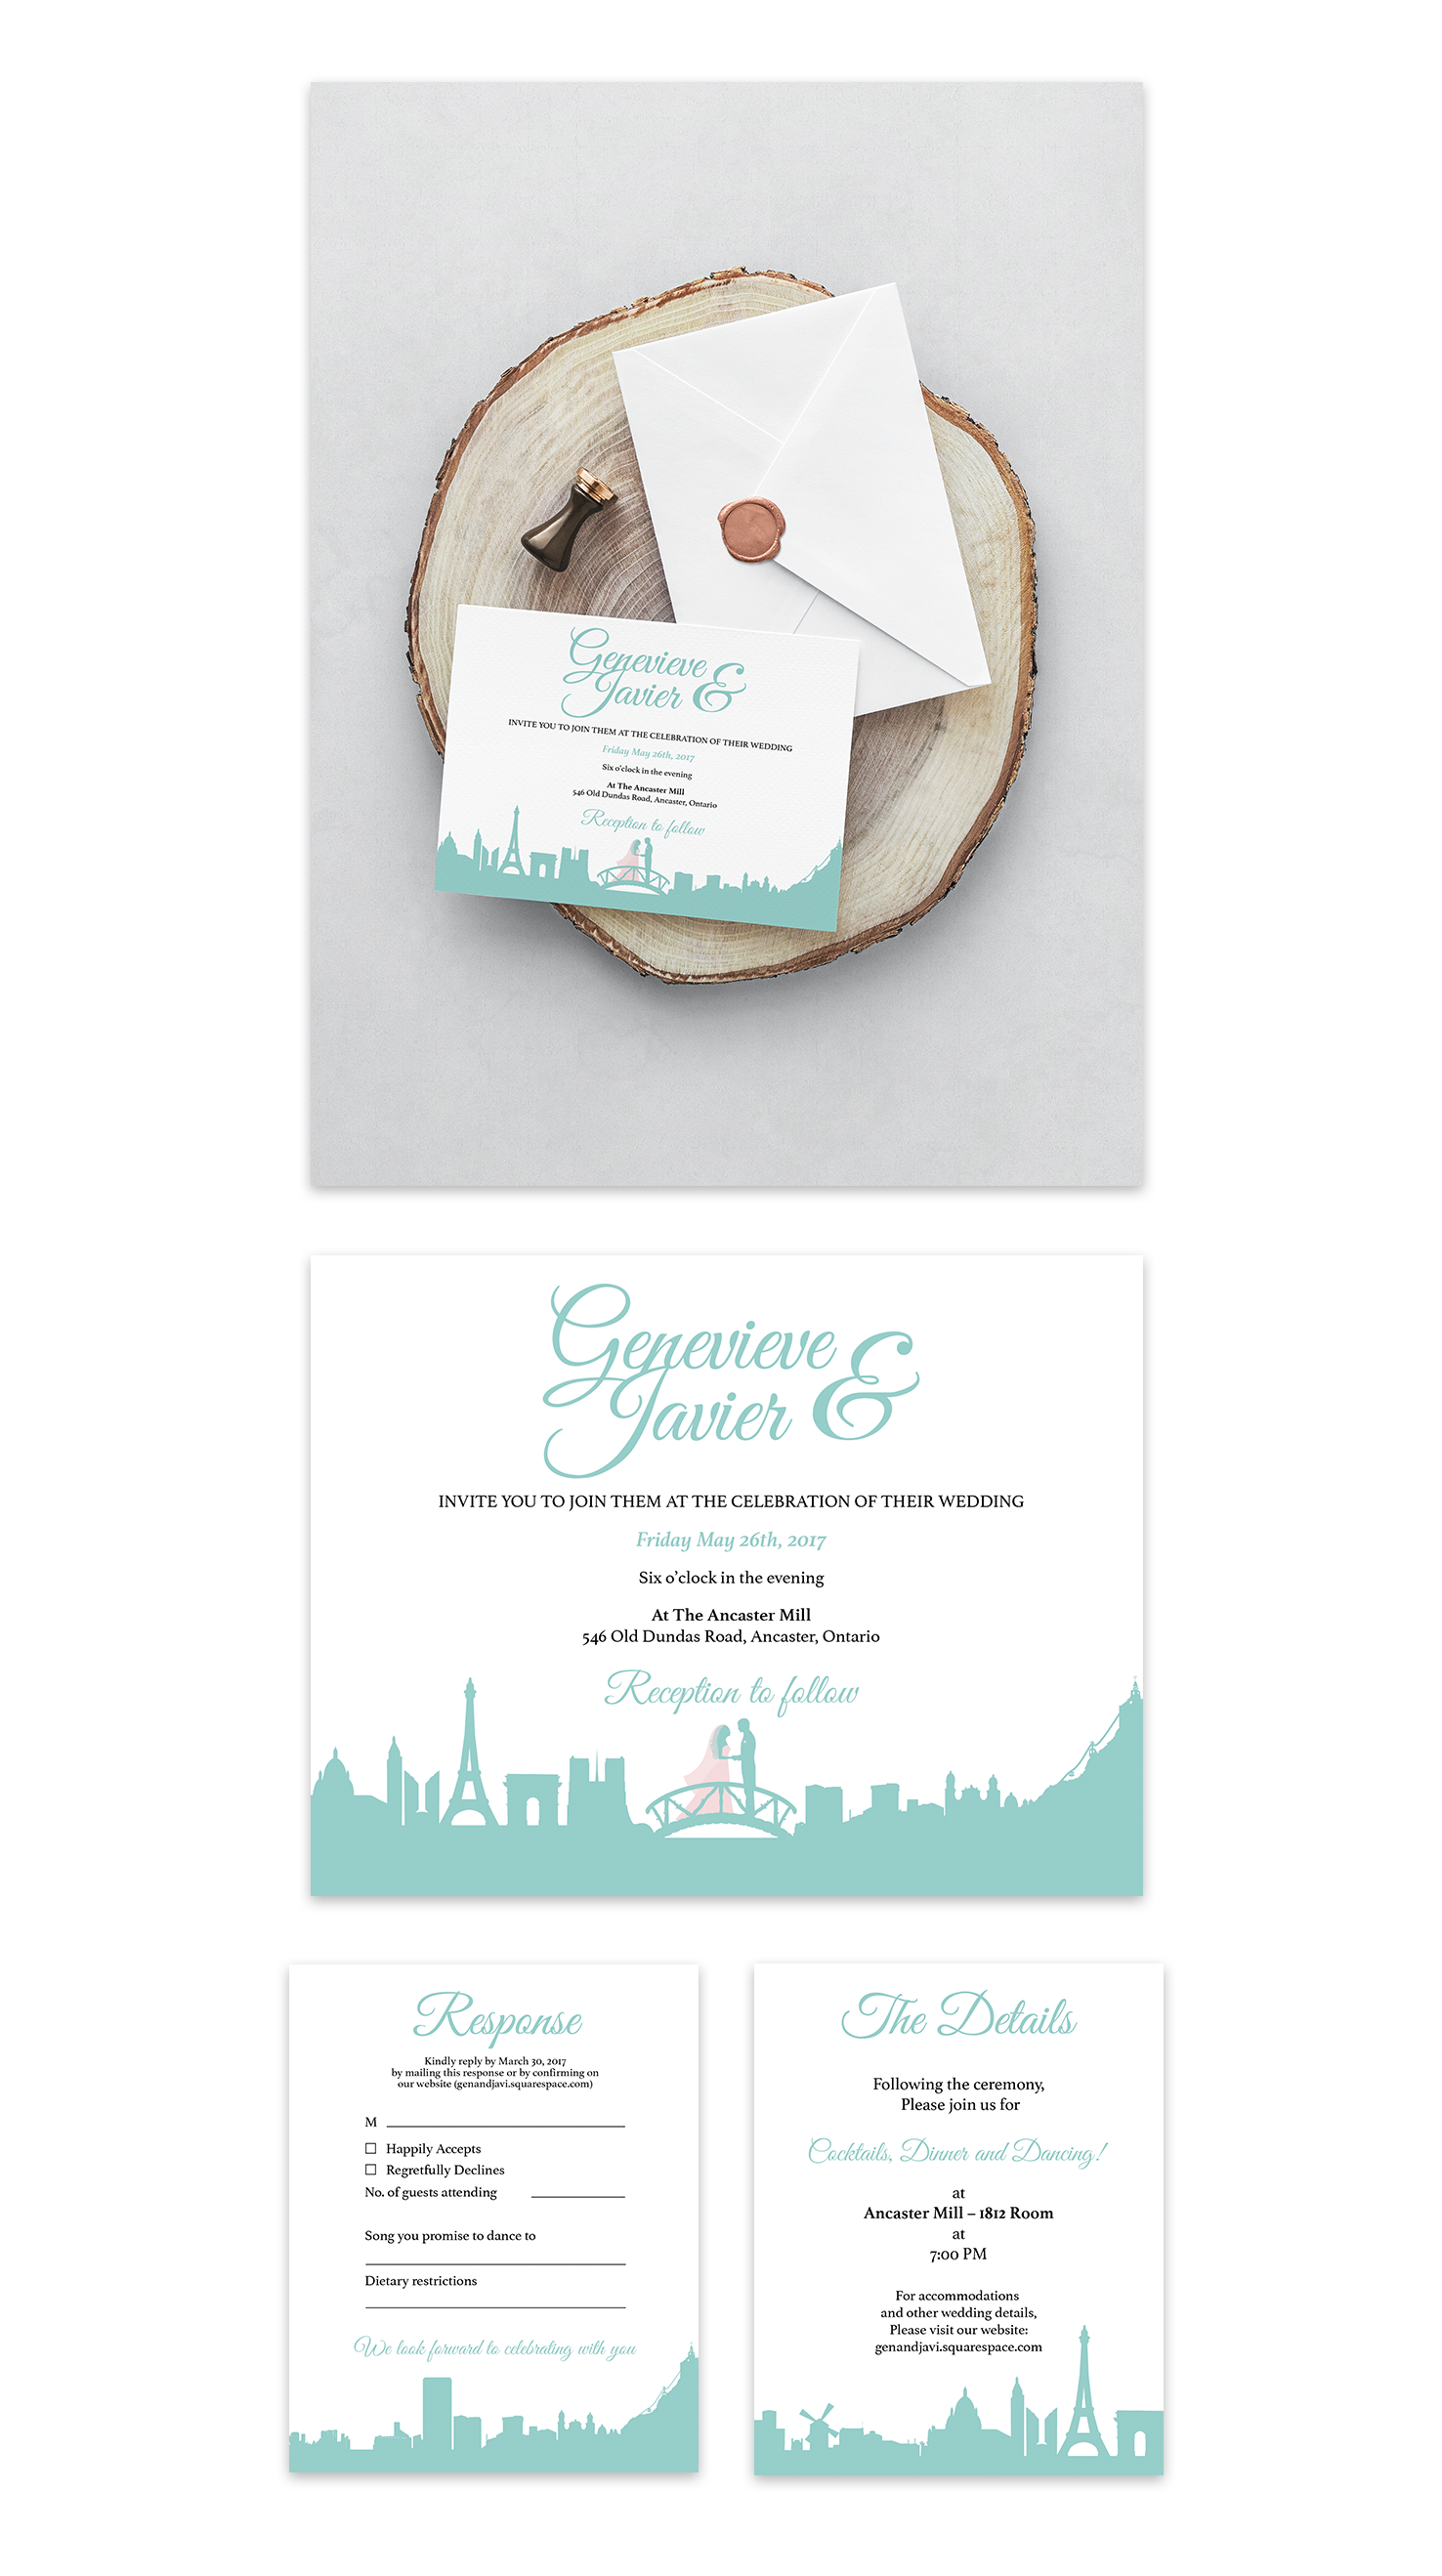 Genevieve &
Javier
INVITE YOU TO JOIN THEM AT THE CELEBRATION OF THEIR WEDDING
Friday May 26th, 2017
Six o'clock in the evening
At The Ancaster Mill
546 Old Dundas Road, Ancaster, Ontario
Reception to follow
Genevieve &
Javier
INVITE YOU TO JOIN THEM AT THE CELEBRATION OF THEIR WEDDING
Friday May 26th, 2017
Six o'clock in the evening
At The Ancaster Mill
546 Old Dundas Road, Ancaster, Ontario
Reception to follow
Response
Kindly reply by March 30, 2017
by mailing this response or by confirming on
our website (genandjavi.squarespace.com)
M
Happily Accepts
Regretfully Declines
No. of guests attending
Song you promise to dance to
Dietary restrictions
We look forward to celebrating with you
The Details
Following the ceremony,
Please join us for
Cocktails, Dinner and Dancing!
at
Ancaster Mill – 1812 Room
at
7:00 PM
For accommodations
and other wedding details,
Please visit our website:
genandjavi.squarespace.com